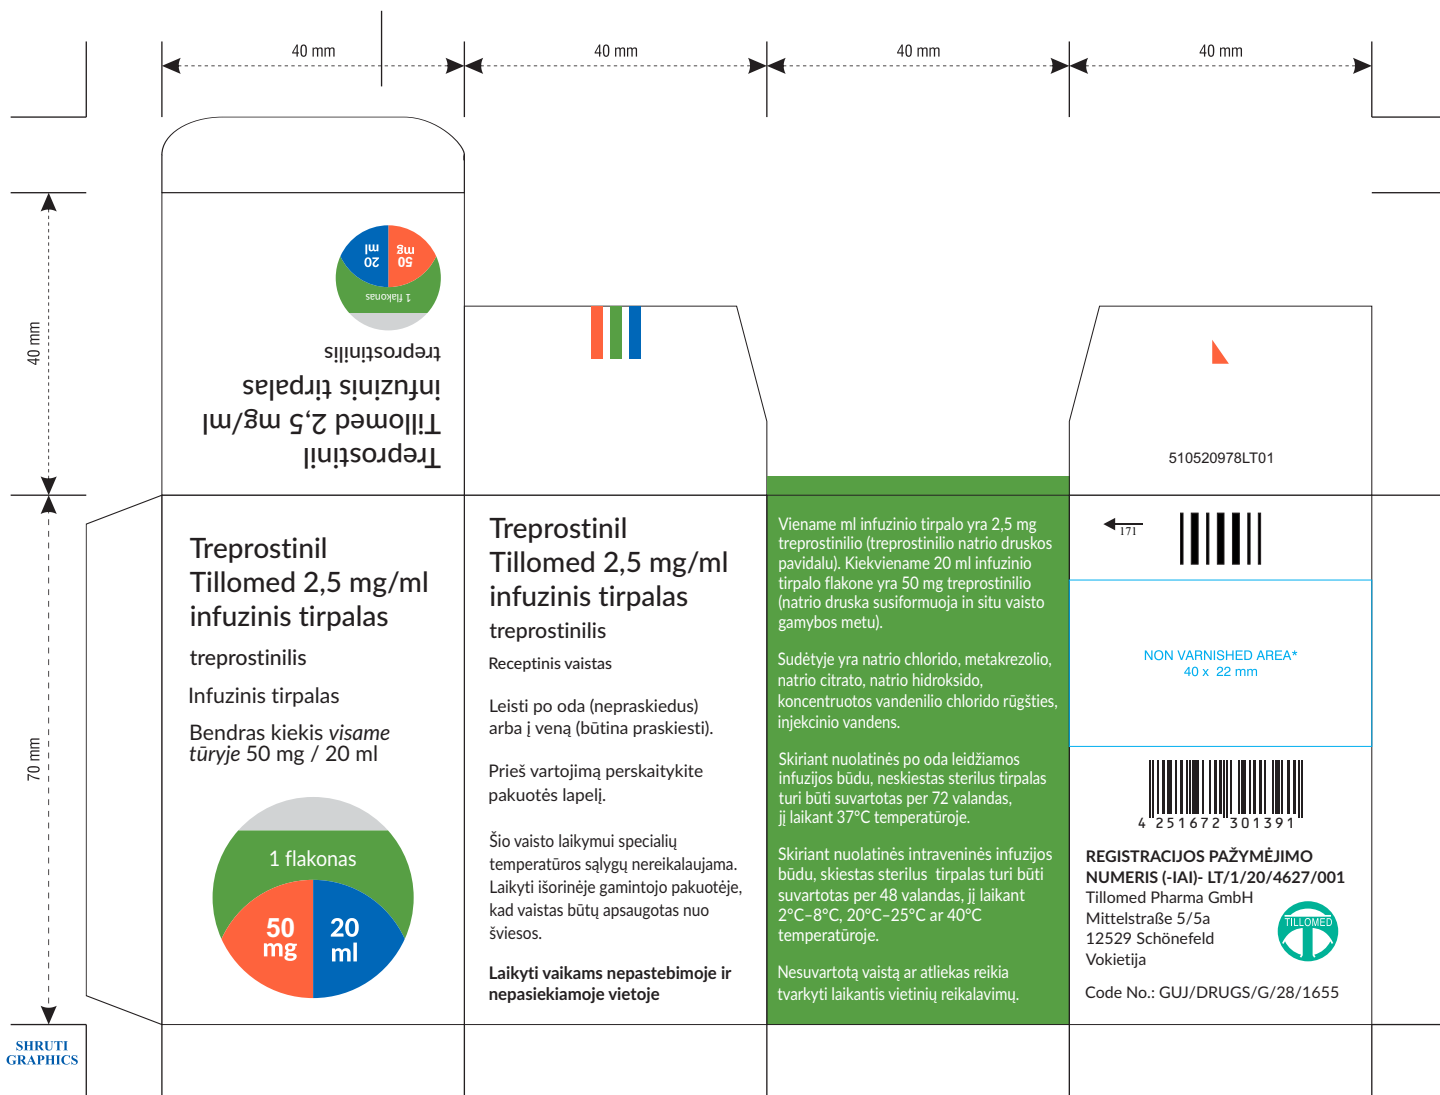 40 mm
40 mm
40 mm
40 mm
40 mm
70 mm
Treprostinil
Tillomed 2,5 mg/ml
infuzinis tirpalas
treprostinilis
1 flakonas
50
mg
20
ml
510520978LT01
Treprostinil
Tillomed 2,5 mg/ml
infuzinis tirpalas
treprostinilis
Infuzinis tirpalas
Bendras kiekis visame
tūryje 50 mg / 20 ml
1 flakonas
50
mg
20
ml
Treprostinil
Tillomed 2,5 mg/ml
infuzinis tirpalas
treprostinilis
Receptinis vaistas
Leisti po oda (nepraskiedus)
arba į veną (būtina praskiesti).
Prieš vartojimą perskaitykite
pakuotės lapelį.
Šio vaisto laikymui specialių
temperatūros sąlygų nereikalaujama.
Laikyti išorinėje gamintojo pakuotėje,
kad vaistas būtų apsaugotas nuo
šviesos.
Laikyti vaikams nepastebimoje ir
nepasiekiamoje vietoje
Viename ml infuzinio tirpalo yra 2,5 mg
treprostinilio (treprostinilio natrio druskos
pavidalu). Kiekviename 20 ml infuzinio
tirpalo flakone yra 50 mg treprostinilio
(natrio druska susiformuoja in situ vaisto
gamybos metu).
Sudėtyje yra natrio chlorido, metakrezolio,
natrio citrato, natrio hidroksido,
koncentruotos vandenilio chlorido rūgšties,
injekcinio vandens.
Skiriant nuolatinės po oda leidžiamos
infuzijos būdu, neskiestas sterilus tirpalas
turi būti suvartotas per 72 valandas,
jį laikant 37°C temperatūroje.
Skiriant nuolatinės intraveninės infuzijos
būdu, skiestas sterilus tirpalas turi būti
suvartotas per 48 valandas, jį laikant
2°C–8°C, 20°C–25°C ar 40°C
temperatūroje.
Nesuvartotą vaistą ar atliekas reikia
tvarkyti laikantis vietinių reikalavimų.
171
NON VARNISHED AREA*
40 x 22 mm
4 251672 301391
REGISTRACIJOS PAŽYMĖJIMO
NUMERIS (-IAI)- LT/1/20/4627/001
Tillomed Pharma GmbH
Mittelstraße 5/5a
12529 Schönefeld
Vokietija
TILLOMED
Code No.: GUJ/DRUGS/G/28/1655
SHRUTI
GRAPHICS